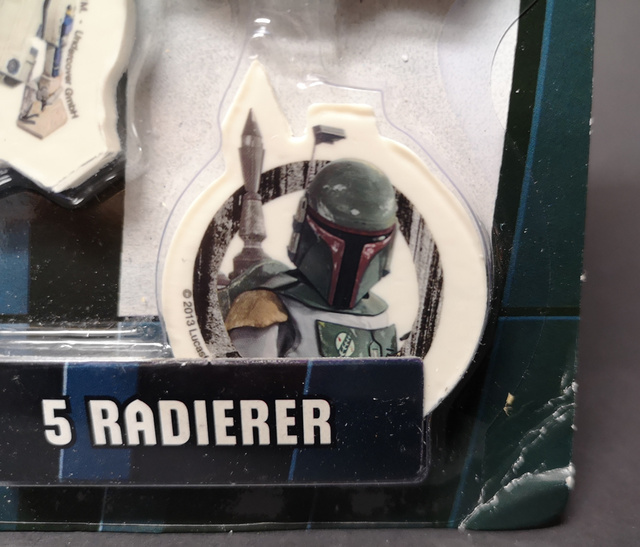 M. - Undercover GmbH
© 2013 Lucas
5 RADIERER